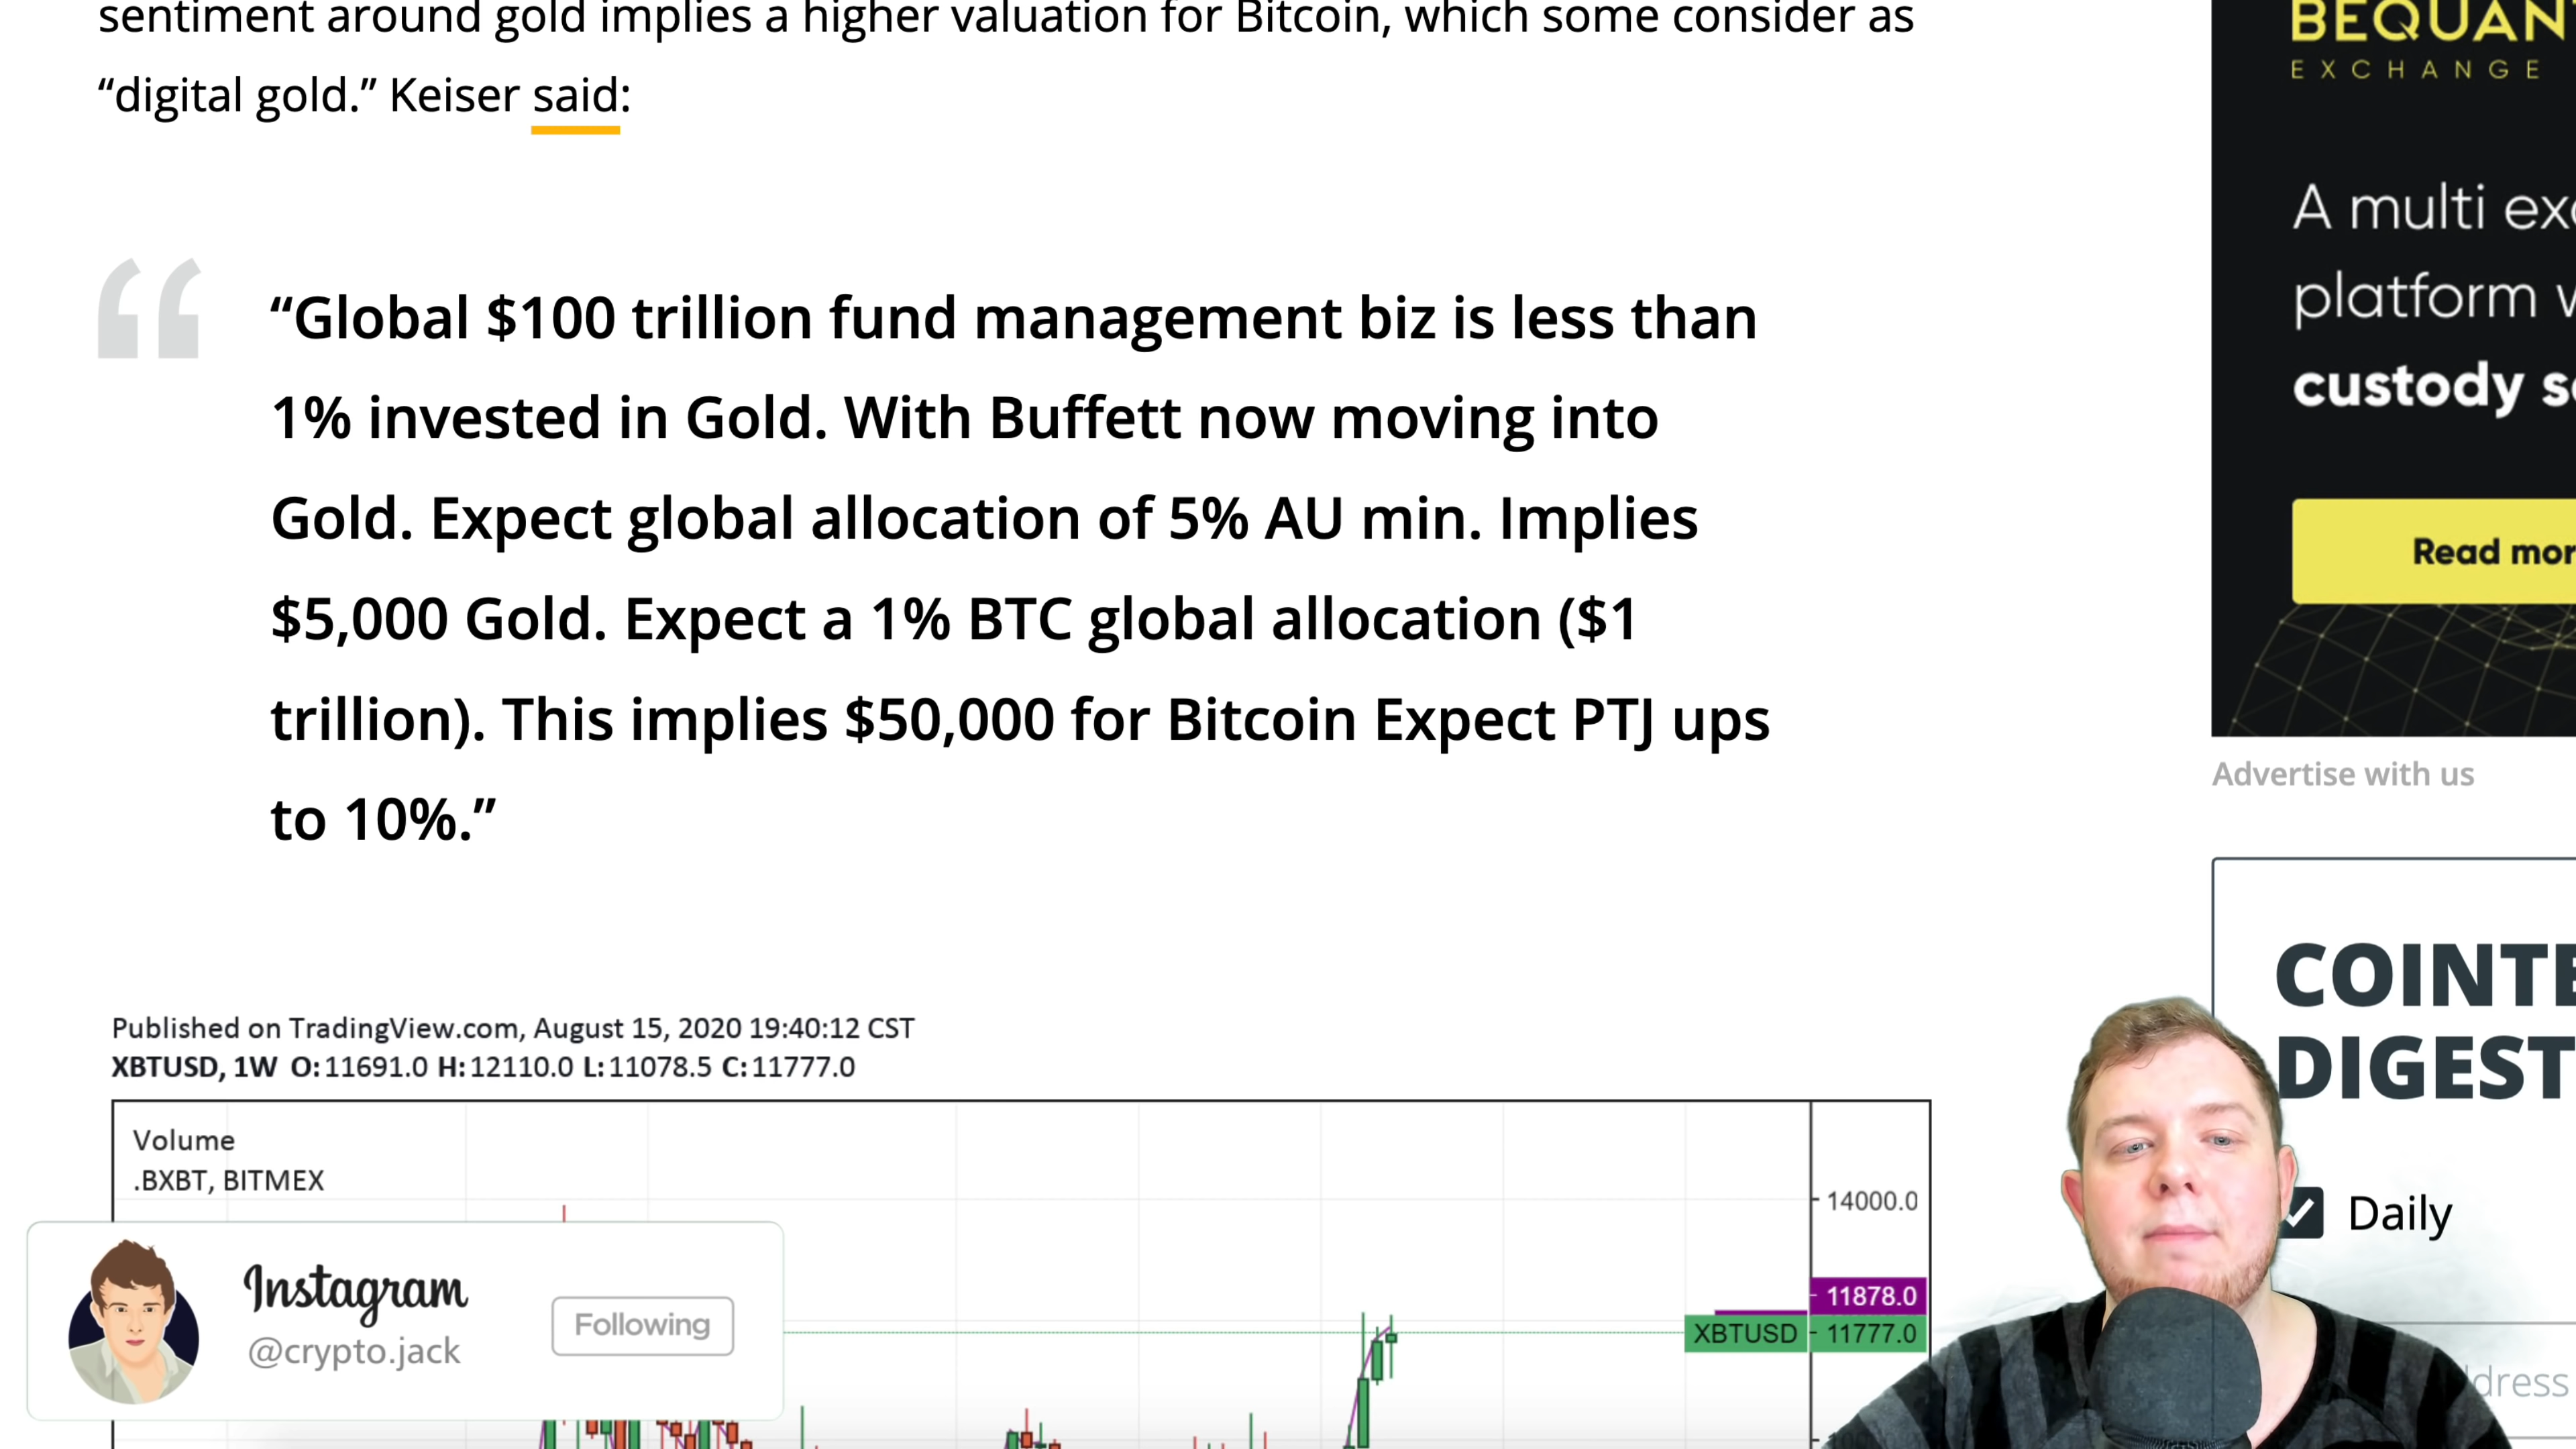 sentiment around gold implies a higher valuation for Bitcoin, which some consider as
“digital gold.” Keiser said:
“Global $100 trillion fund management biz is less than
1% invested in Gold. With Buffett now moving into
Gold. Expect global allocation of 5% AU min. Implies
$5,000 Gold. Expect a 1% BTC global allocation ($1
trillion). This implies $50,000 for Bitcoin Expect PTJ ups
to 10%.”
Published on TradingView.com, August 15, 2020 19:40:12 CST
XBTUSD, 1W O:11691.0 H:12110.0 L:11078.5 C:11777.0
Volume
.BXBT, BITMEX
14000.0
11878.0
XBTUSD 11777.0
Instagram
@crypto.jack
Following
BEQUANT
EXCHANGE
A multi
platform
custody
Read mor
Advertise with us
COINTE
DIGEST
Daily
dress